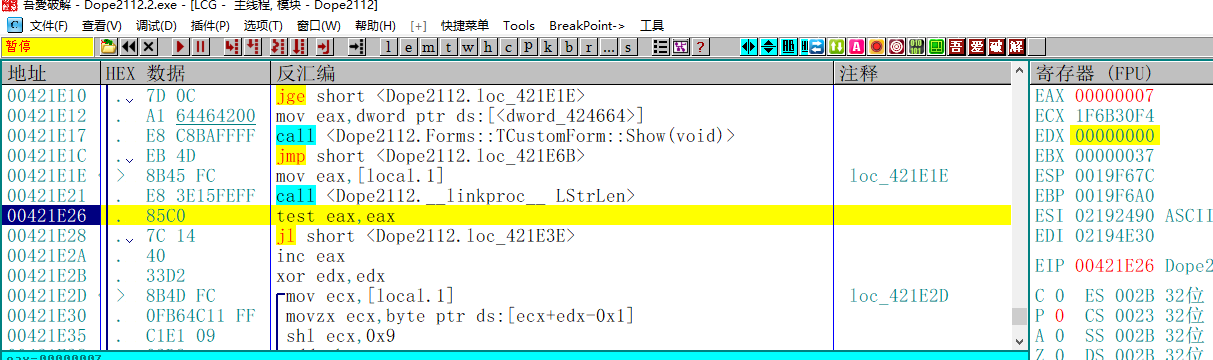 吾愛破解 - Dope2112.2.exe - [LCG - 主线程, 模块 - Dope2112]
C 文件(F) 查看(V) 调试(D) 插件(P) 选项(T) 窗口(W) 帮助(H) [+] 快捷菜单 Tools BreakPoint-> 工具
暂停 l e m t w h c p k b r ... s ? 吾 爱 破 解
地址 HEX 数据 反汇编 注释 寄存器 (FPU)
00421E10 . 7D 0C jge short <Dope2112.loc_421E1E> EAX 00000007
00421E12 . A1 64464200 mov eax,dword ptr ds:[<dword_424664>] ECX 1F6B30F4
00421E17 . E8 C8BAFFFF call <Dope2112.Forms::TCustomForm::Show(void)> EDX 00000000
00421E1C . EB 4D jmp short <Dope2112.loc_421E6B> EBX 00000037
00421E1E > 8B45 FC mov eax,[local.1] loc_421E1E ESP 0019F67C
00421E21 . E8 3E15FEFF call <Dope2112.__linkproc__ LStrLen> EBP 0019F6A0
00421E26 . 85C0 test eax,eax ESI 02192490 ASCII
00421E28 . 7C 14 jl short <Dope2112.loc_421E3E> EDI 02194E30
00421E2A . 40 inc eax
00421E2B . 33D2 xor edx,edx EIP 00421E26 Dope2
00421E2D > 8B4D FC mov ecx,[local.1] loc_421E2D C 0 ES 002B 32位
00421E30 . 0FB64C11 FF movzx ecx,byte ptr ds:[ecx+edx-0x1] P 0 CS 0023 32位
00421E35 . C1E1 09 shl ecx,0x9 A 0 SS 002B 32位
Z 0 DS 002B 32位
eax=00000007